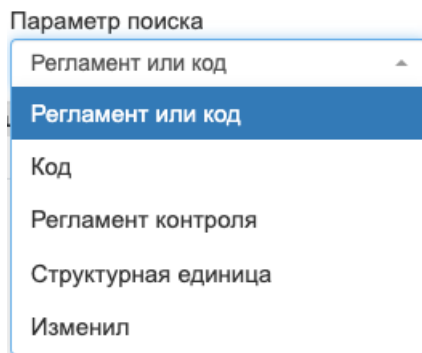 Параметр поиска
Регламент или код
Регламент или код
Код
Регламент контроля
Структурная единица
Изменил